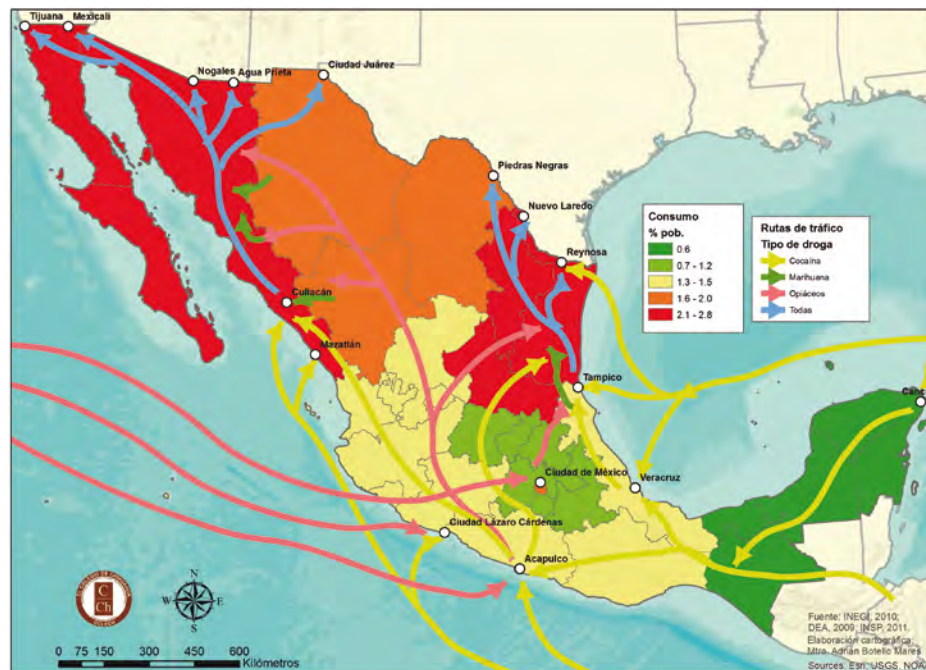 Tijuana
Mexicali
Nogales
Agua Prieta
Ciudad Juárez
Piedras Negras
Nuevo Laredo
Reynosa
Culiacán
Mazatlán
Tampico
Ciudad de México
Veracruz
Ciudad Lázaro Cárdenas
Acapulco
Consumo
% pob.
0.6
0.7 - 1.2
1.3 - 1.5
1.6 - 2.0
2.1 - 2.8
Rutas de tráfico
Tipo de droga
Cocaína
Marihuana
Opiáceos
Todas
N
W
E
S
0 75 150 300 450 600
Kilómetros
Fuente: INEGI, 2010;
DEA, 2009; INSP, 2011.
Elaboración cartográfica:
Mtro. Adrián Botello Mares
Sources: Esri, USGS, NOA